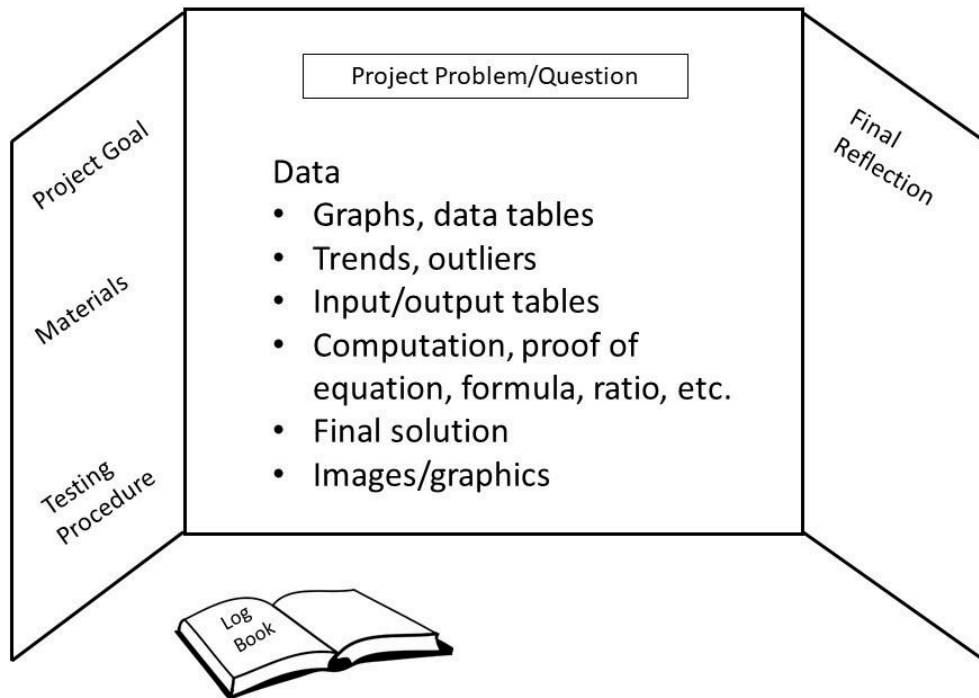 Project Problem/Question
Project Goal
Materials
Testing
Procedure
Data
• Graphs, data tables
• Trends, outliers
• Input/output tables
• Computation, proof of
equation, formula, ratio, etc.
• Final solution
• Images/graphics
Final
Reflection
Log
Book